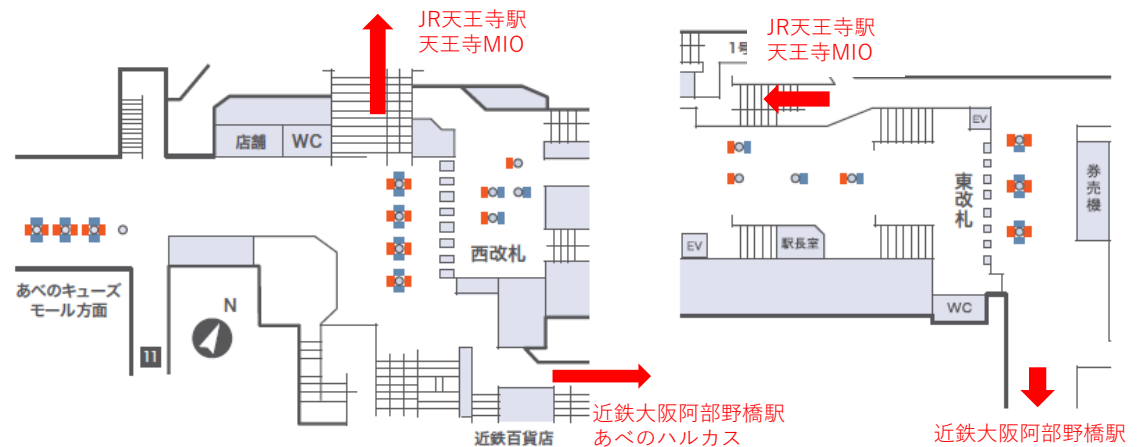 JR天王寺駅
天王寺MIO
店舗
WC
西改札
あべのキューズ
モール方面
N
11
近鉄百貨店
近鉄大阪阿部野橋駅
あべのハルカス
JR天王寺駅
天王寺MIO
1号
EV
東改札
券売機
EV
駅長室
WC
近鉄大阪阿部野橋駅